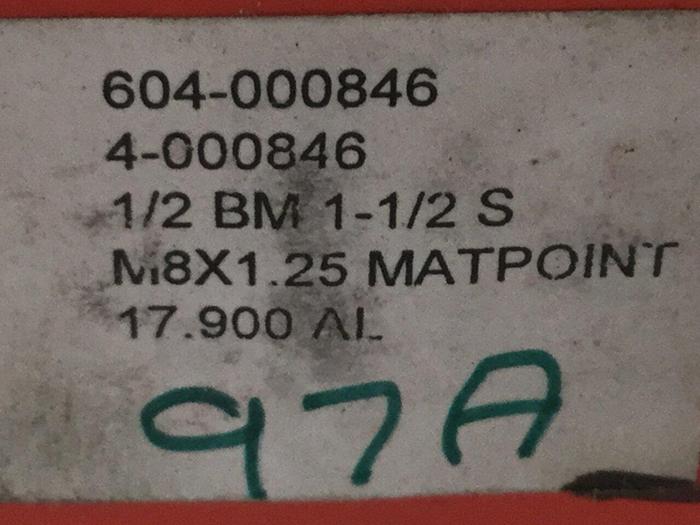 604-000846
4-000846
1/2 BM 1-1/2 S
M8X1.25 MATPOINT
17.900 AL
97A